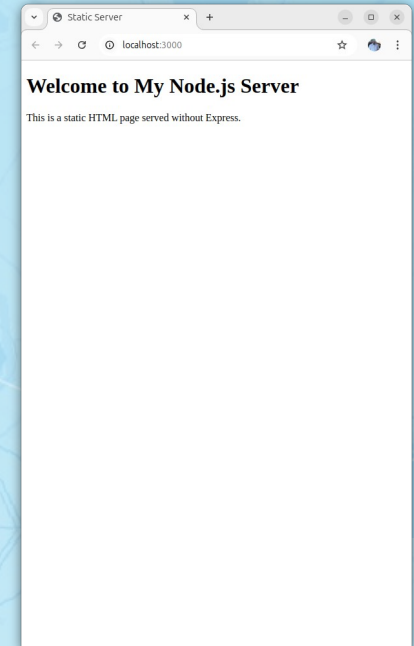 Static Server
localhost:3000
Welcome to My Node.js Server
This is a static HTML page served without Express.